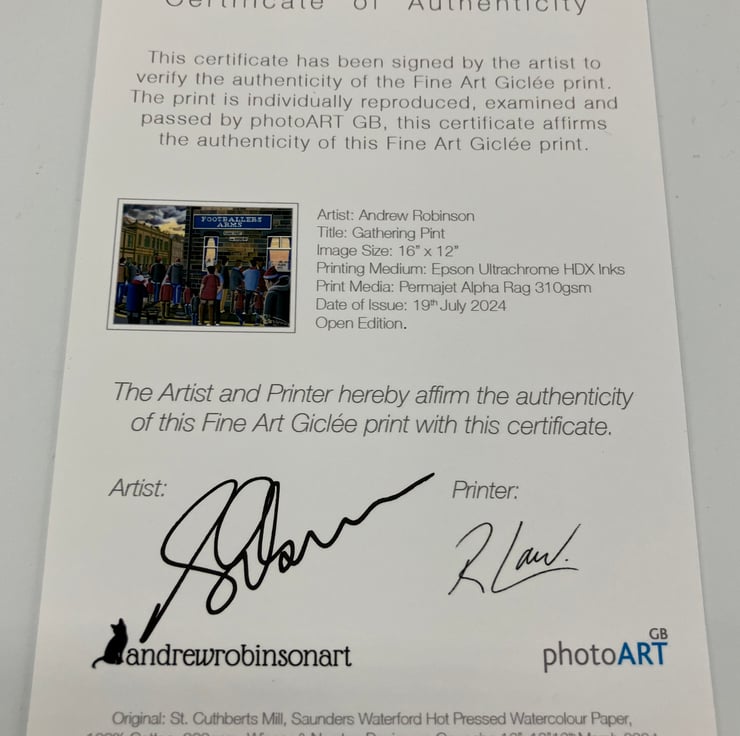 Certificate of Authenticity
This certificate has been signed by the artist to
verify the authenticity of the Fine Art Giclée print.
The print is individually reproduced, examined and
passed by photoART GB, this certificate affirms
the authenticity of this Fine Art Giclée print.
FOOTBALLERS
ARMS
Artist: Andrew Robinson
Title: Gathering Pint
Image Size: 16” x 12”
Printing Medium: Epson Ultrachrome HDX Inks
Print Media: Permajet Alpha Rag 310gsm
Date of Issue: 19th July 2024
Open Edition.
The Artist and Printer hereby affirm the authenticity
of this Fine Art Giclée print with this certificate.
Artist:
Printer:
R Law.
andrewrobinsonart
photoART GB
Original: St. Cuthberts Mill, Saunders Waterford Hot Pressed Watercolour Paper,